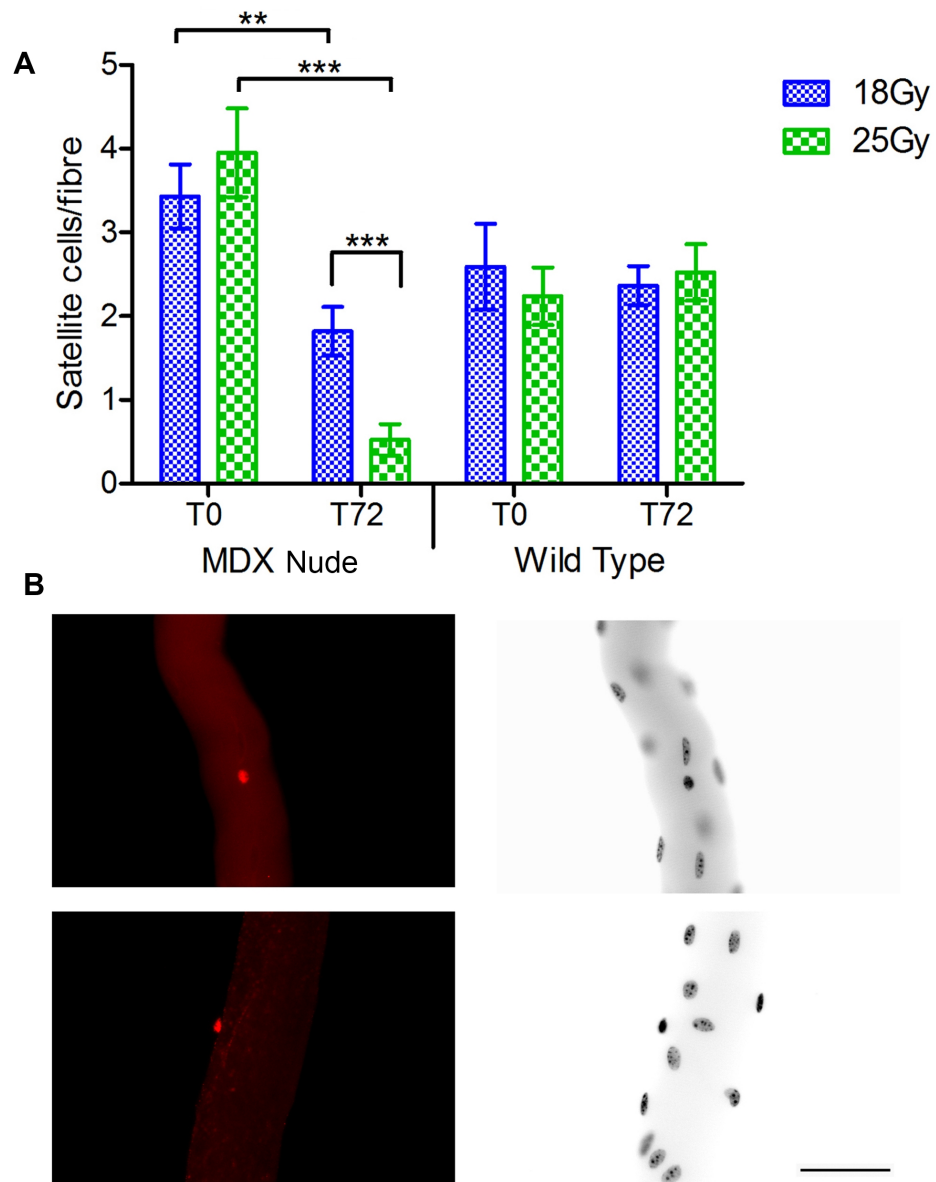 A
**
***
***
18Gy
25Gy
Satellite cells/fibre
5
4
3
2
1
0
T0
T72
T0
T72
MDX Nude
Wild Type
B